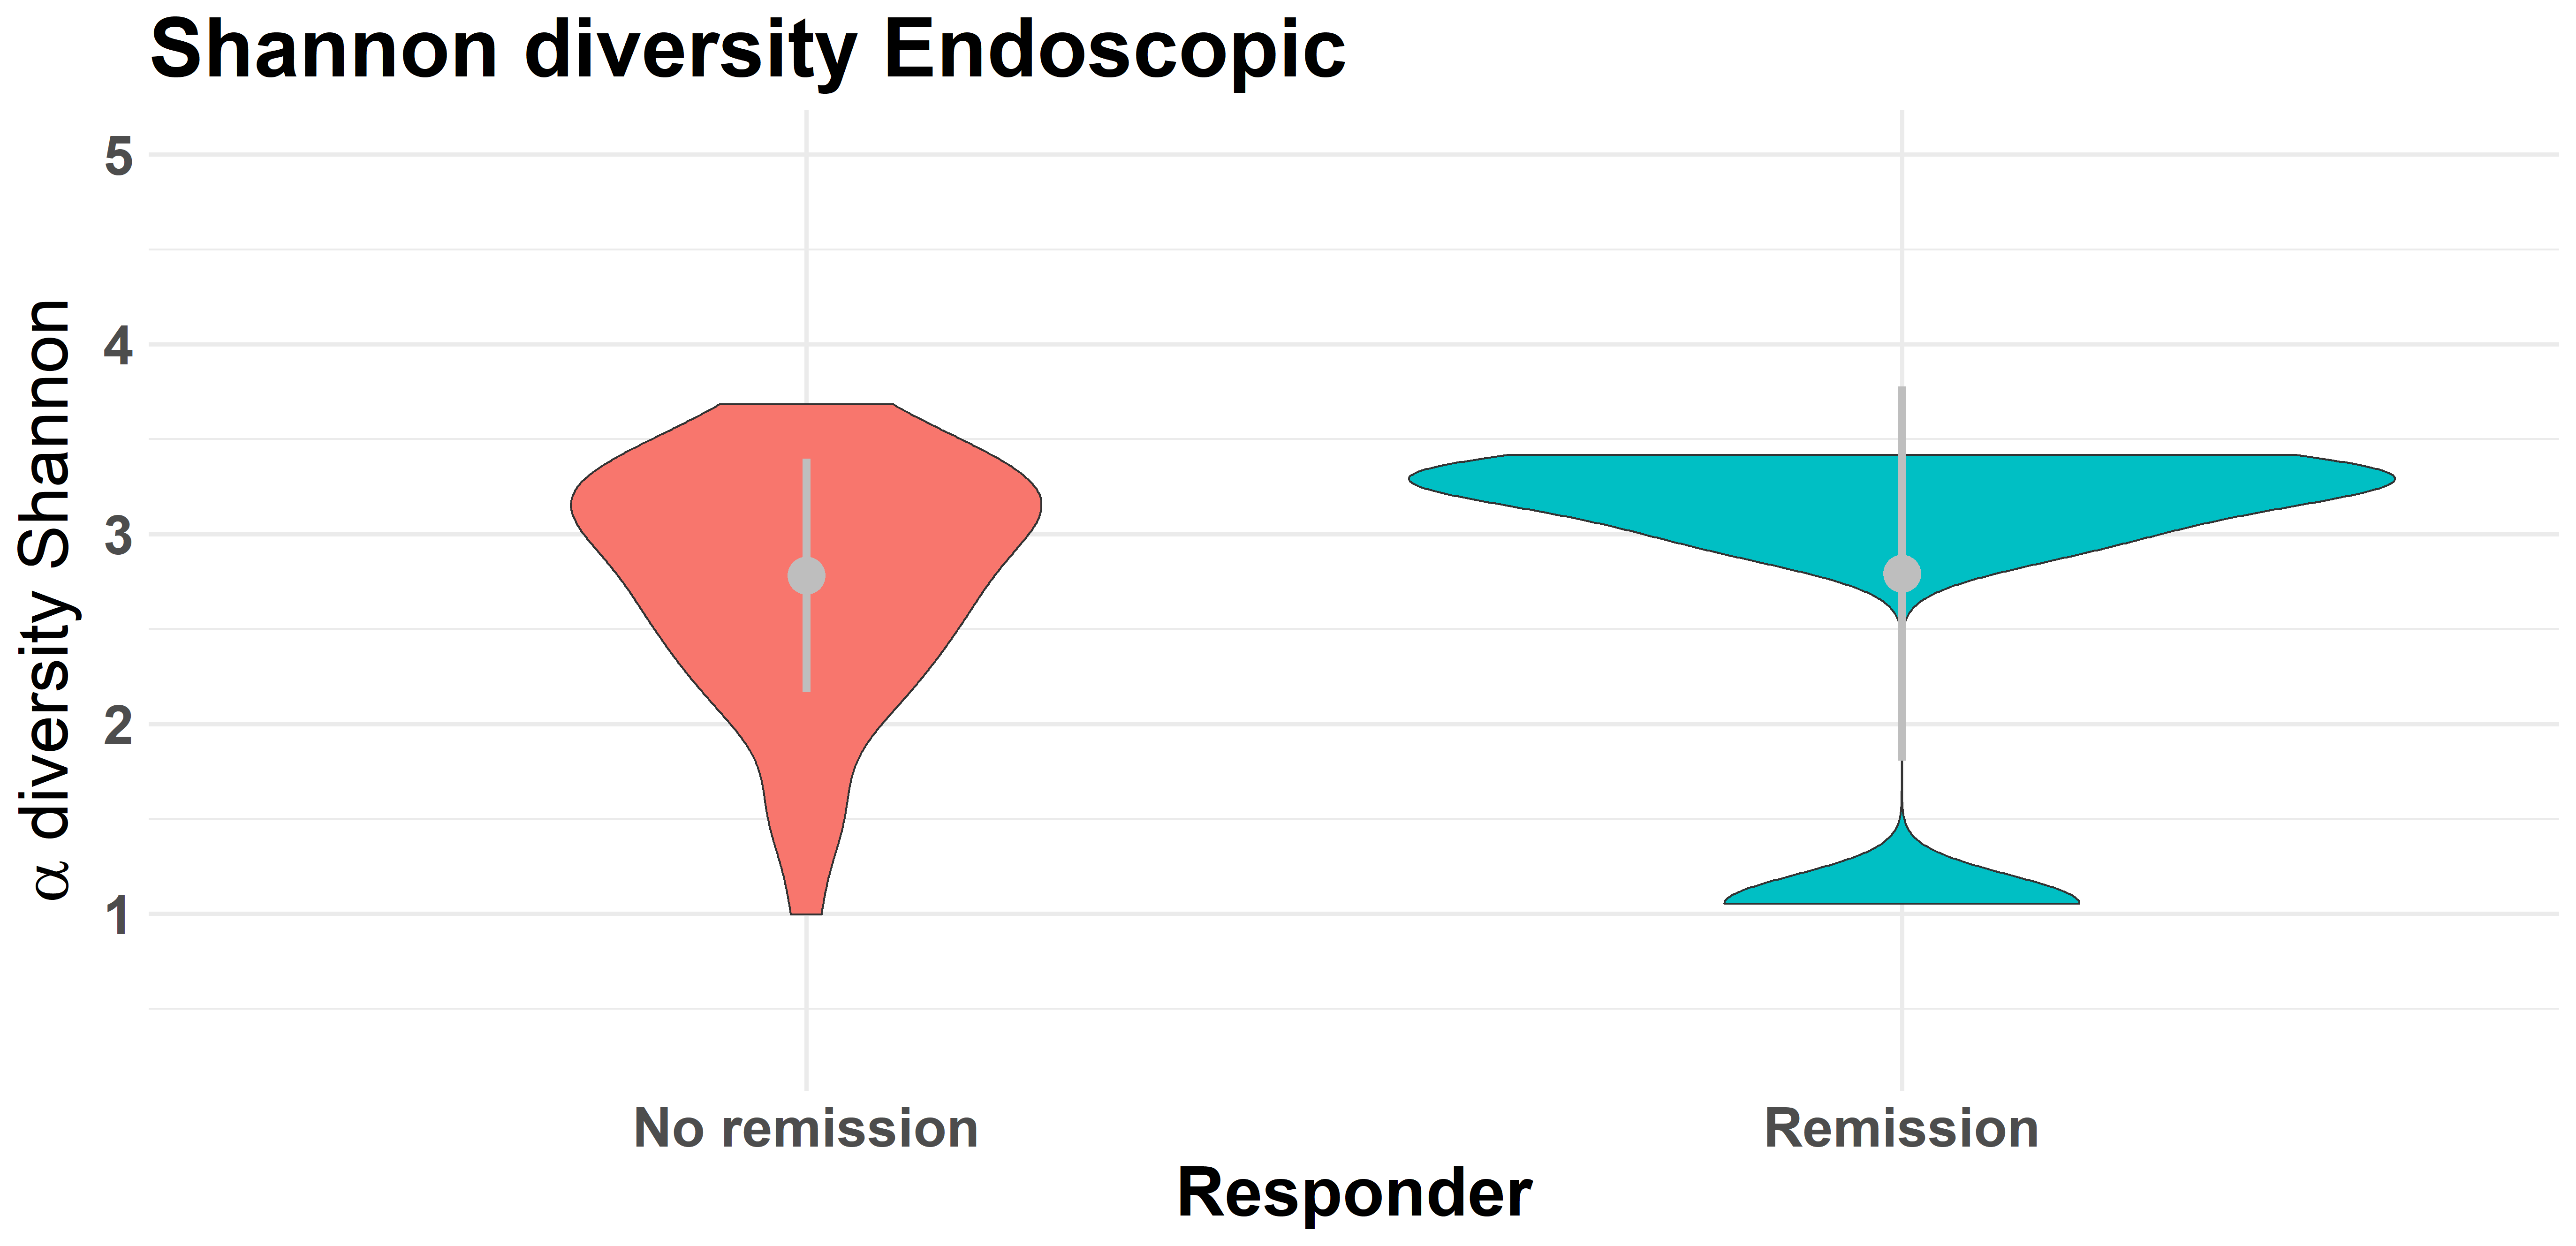 Shannon diversity Endoscopic
α diversity Shannon
5
4
3
2
1
No remission
Remission
Responder